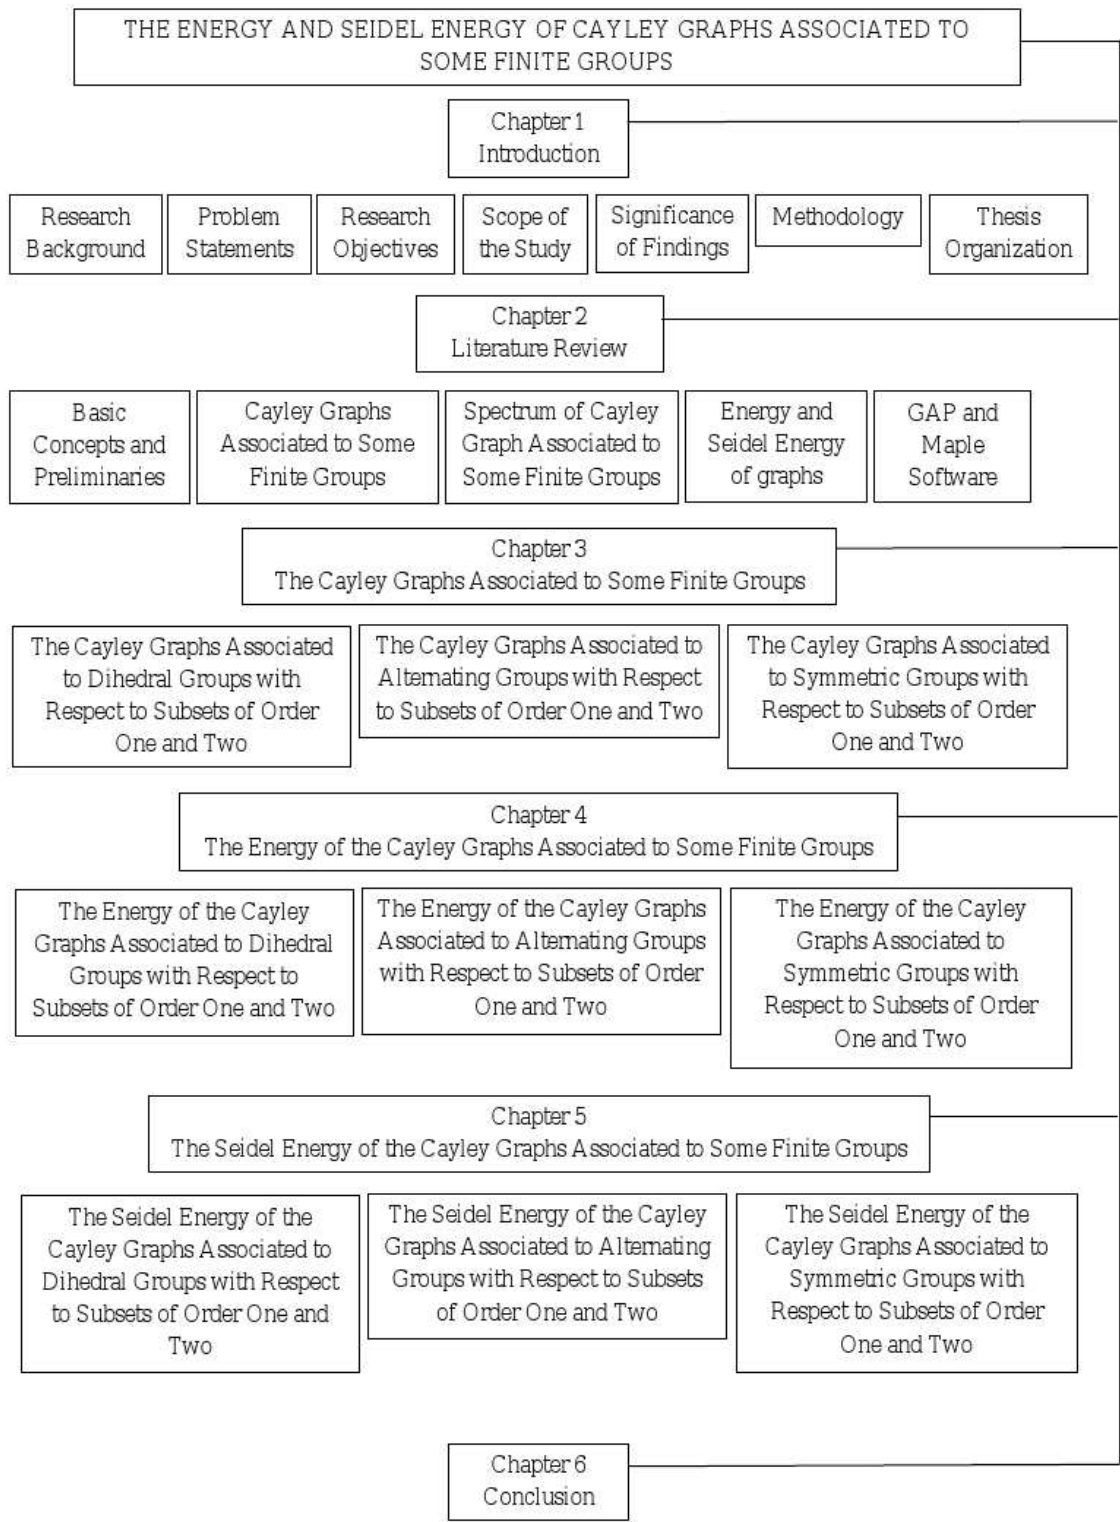 THE ENERGY AND SEIDEL ENERGY OF CAYLEY GRAPHS ASSOCIATED TO
SOME FINITE GROUPS
Chapter 1
Introduction
Research
Background
Problem
Statements
Research
Objectives
Scope of
the Study
Significance
of Findings
Methodology
Thesis
Organization
Chapter 2
Literature Review
Basic
Concepts and
Preliminaries
Cayley Graphs
Associated to Some
Finite Groups
Spectrum of Cayley
Graph Associated to
Some Finite Groups
Energy and
Seidel Energy
of graphs
GAP and
Maple
Software
Chapter 3
The Cayley Graphs Associated to Some Finite Groups
The Cayley Graphs Associated
to Dihedral Groups with
Respect to Subsets of Order
One and Two
The Cayley Graphs Associated to
Alternating Groups with Respect
to Subsets of Order One and Two
The Cayley Graphs Associated
to Symmetric Groups with
Respect to Subsets of Order
One and Two
Chapter 4
The Energy of the Cayley Graphs Associated to Some Finite Groups
The Energy of the Cayley
Graphs Associated to Dihedral
Groups with Respect to
Subsets of Order One and Two
The Energy of the Cayley Graphs
Associated to Alternating Groups
with Respect to Subsets of Order
One and Two
The Energy of the Cayley
Graphs Associated to
Symmetric Groups with
Respect to Subsets of Order
One and Two
Chapter 5
The Seidel Energy of the Cayley Graphs Associated to Some Finite Groups
The Seidel Energy of the
Cayley Graphs Associated to
Dihedral Groups with Respect
to Subsets of Order One and
Two
The Seidel Energy of the Cayley
Graphs Associated to Alternating
Groups with Respect to Subsets
of Order One and Two
The Seidel Energy of the
Cayley Graphs Associated to
Symmetric Groups with
Respect to Subsets of Order
One and Two
Chapter 6
Conclusion